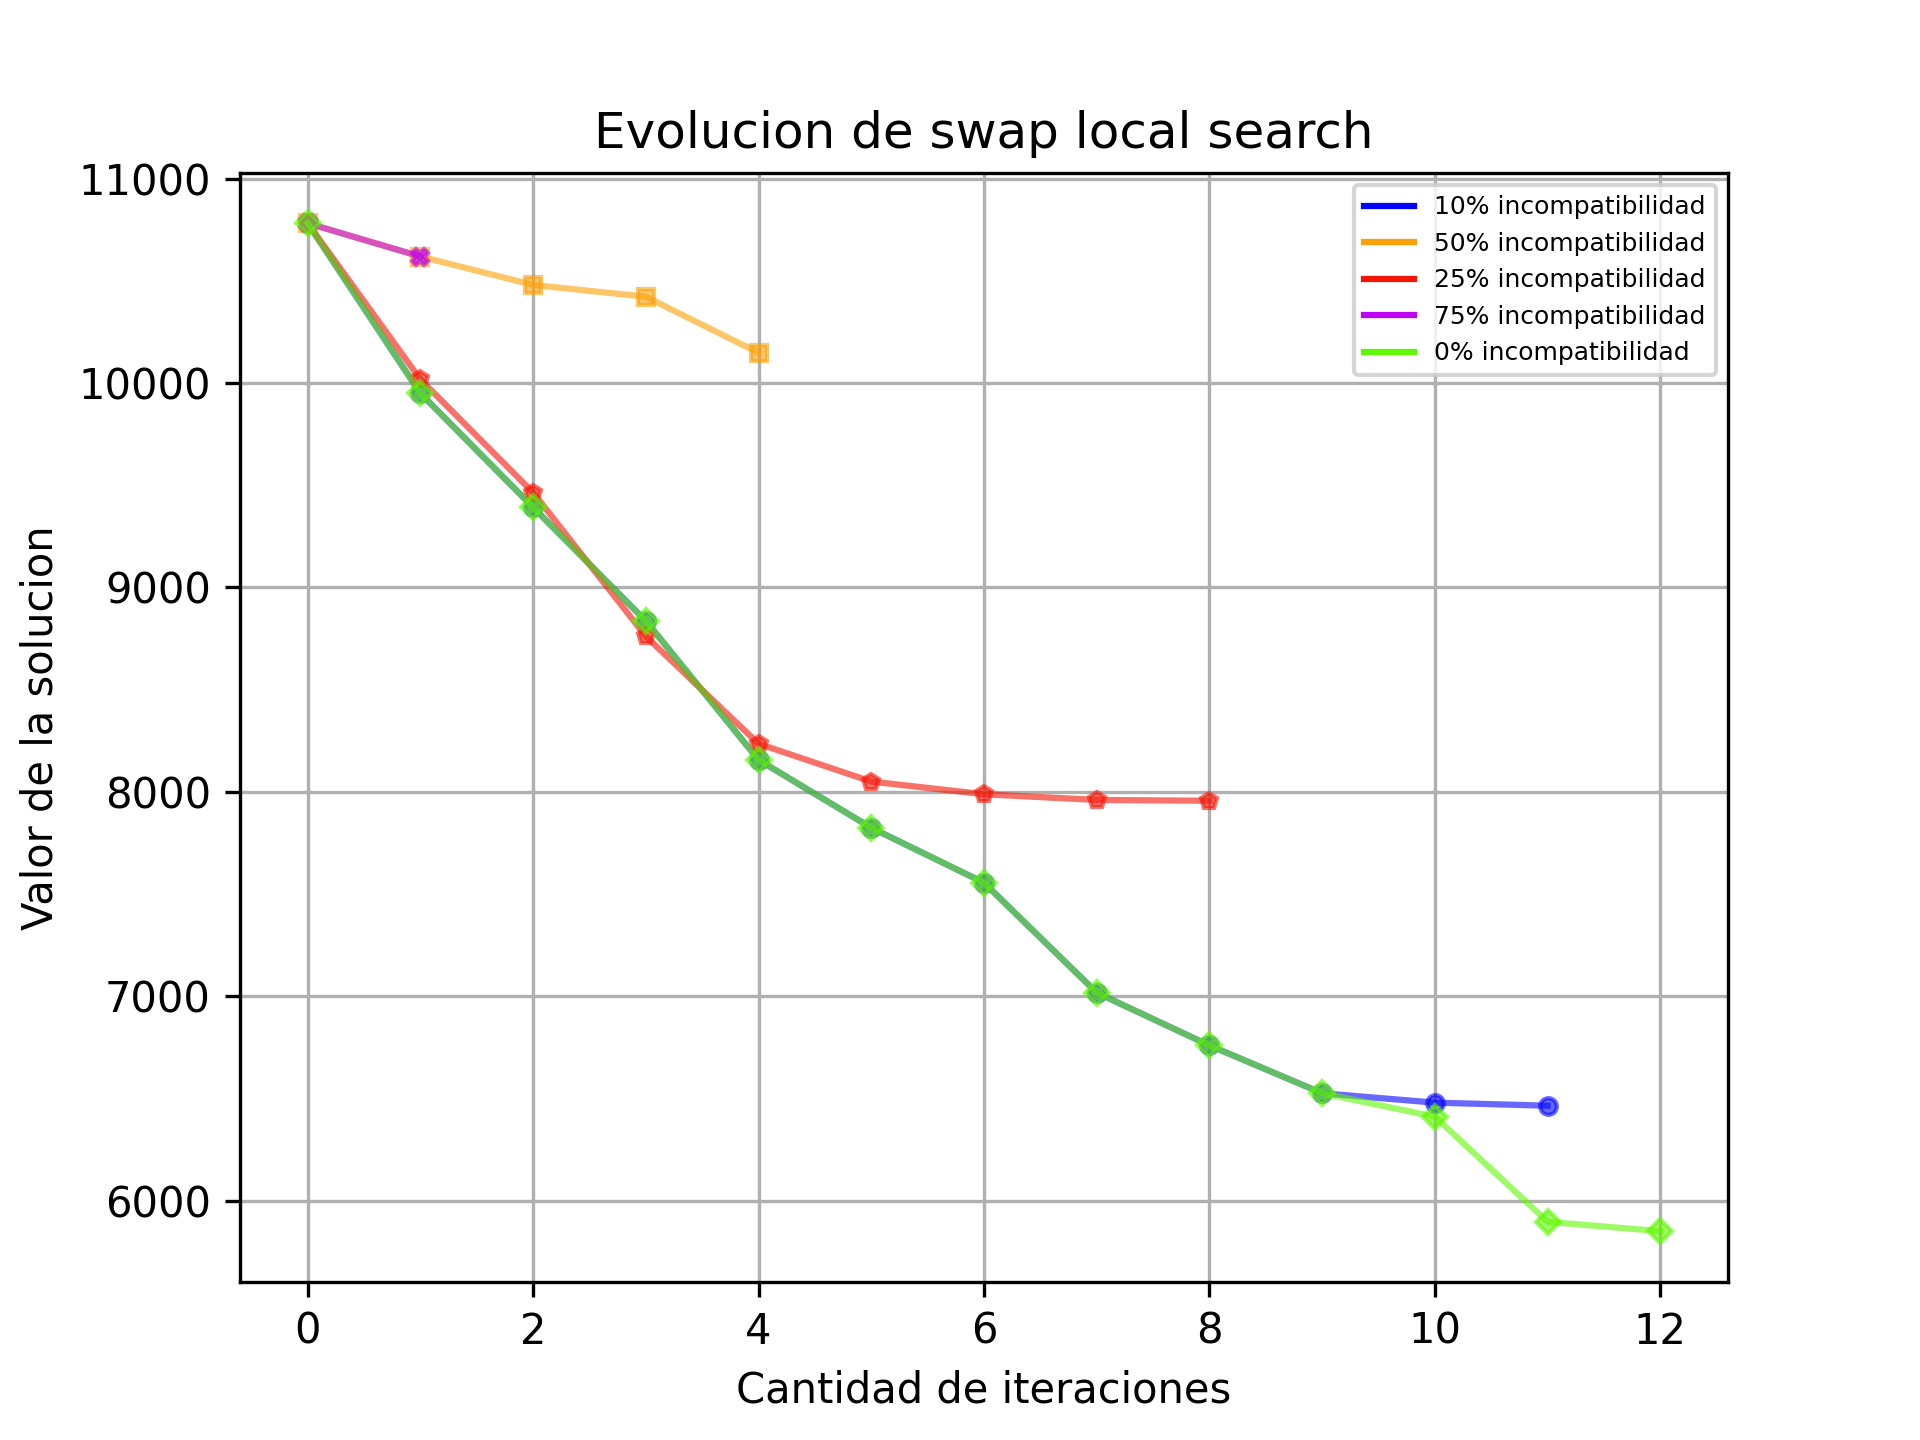 Evolucion de swap local search
11000
10000
9000
8000
7000
6000
Valor de la solucion
10% incompatibilidad
50% incompatibilidad
25% incompatibilidad
75% incompatibilidad
0% incompatibilidad
0 2 4 6 8 10 12
Cantidad de iteraciones